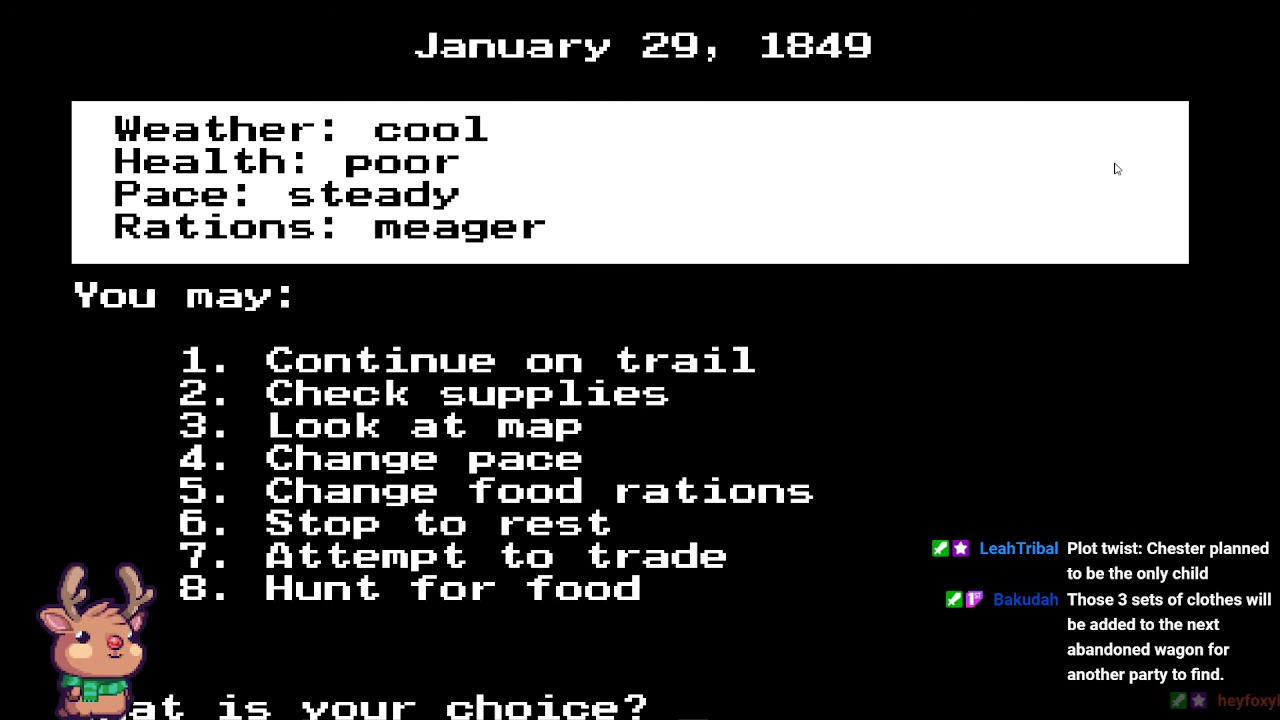 January 29, 1849
Weather: cool
Health: poor
Pace: steady
Rations: meager
You may:
1. Continue on trail
2. Check supplies
3. Look at map
4. Change pace
5. Change food rations
6. Stop to rest
7. Attempt to trade
8. Hunt for food
LeahTribal Plot twist: Chester planned
to be the only child
Bakudah Those 3 sets of clothes will
be added to the next
abandoned wagon for
another party to find.
is your choice? _